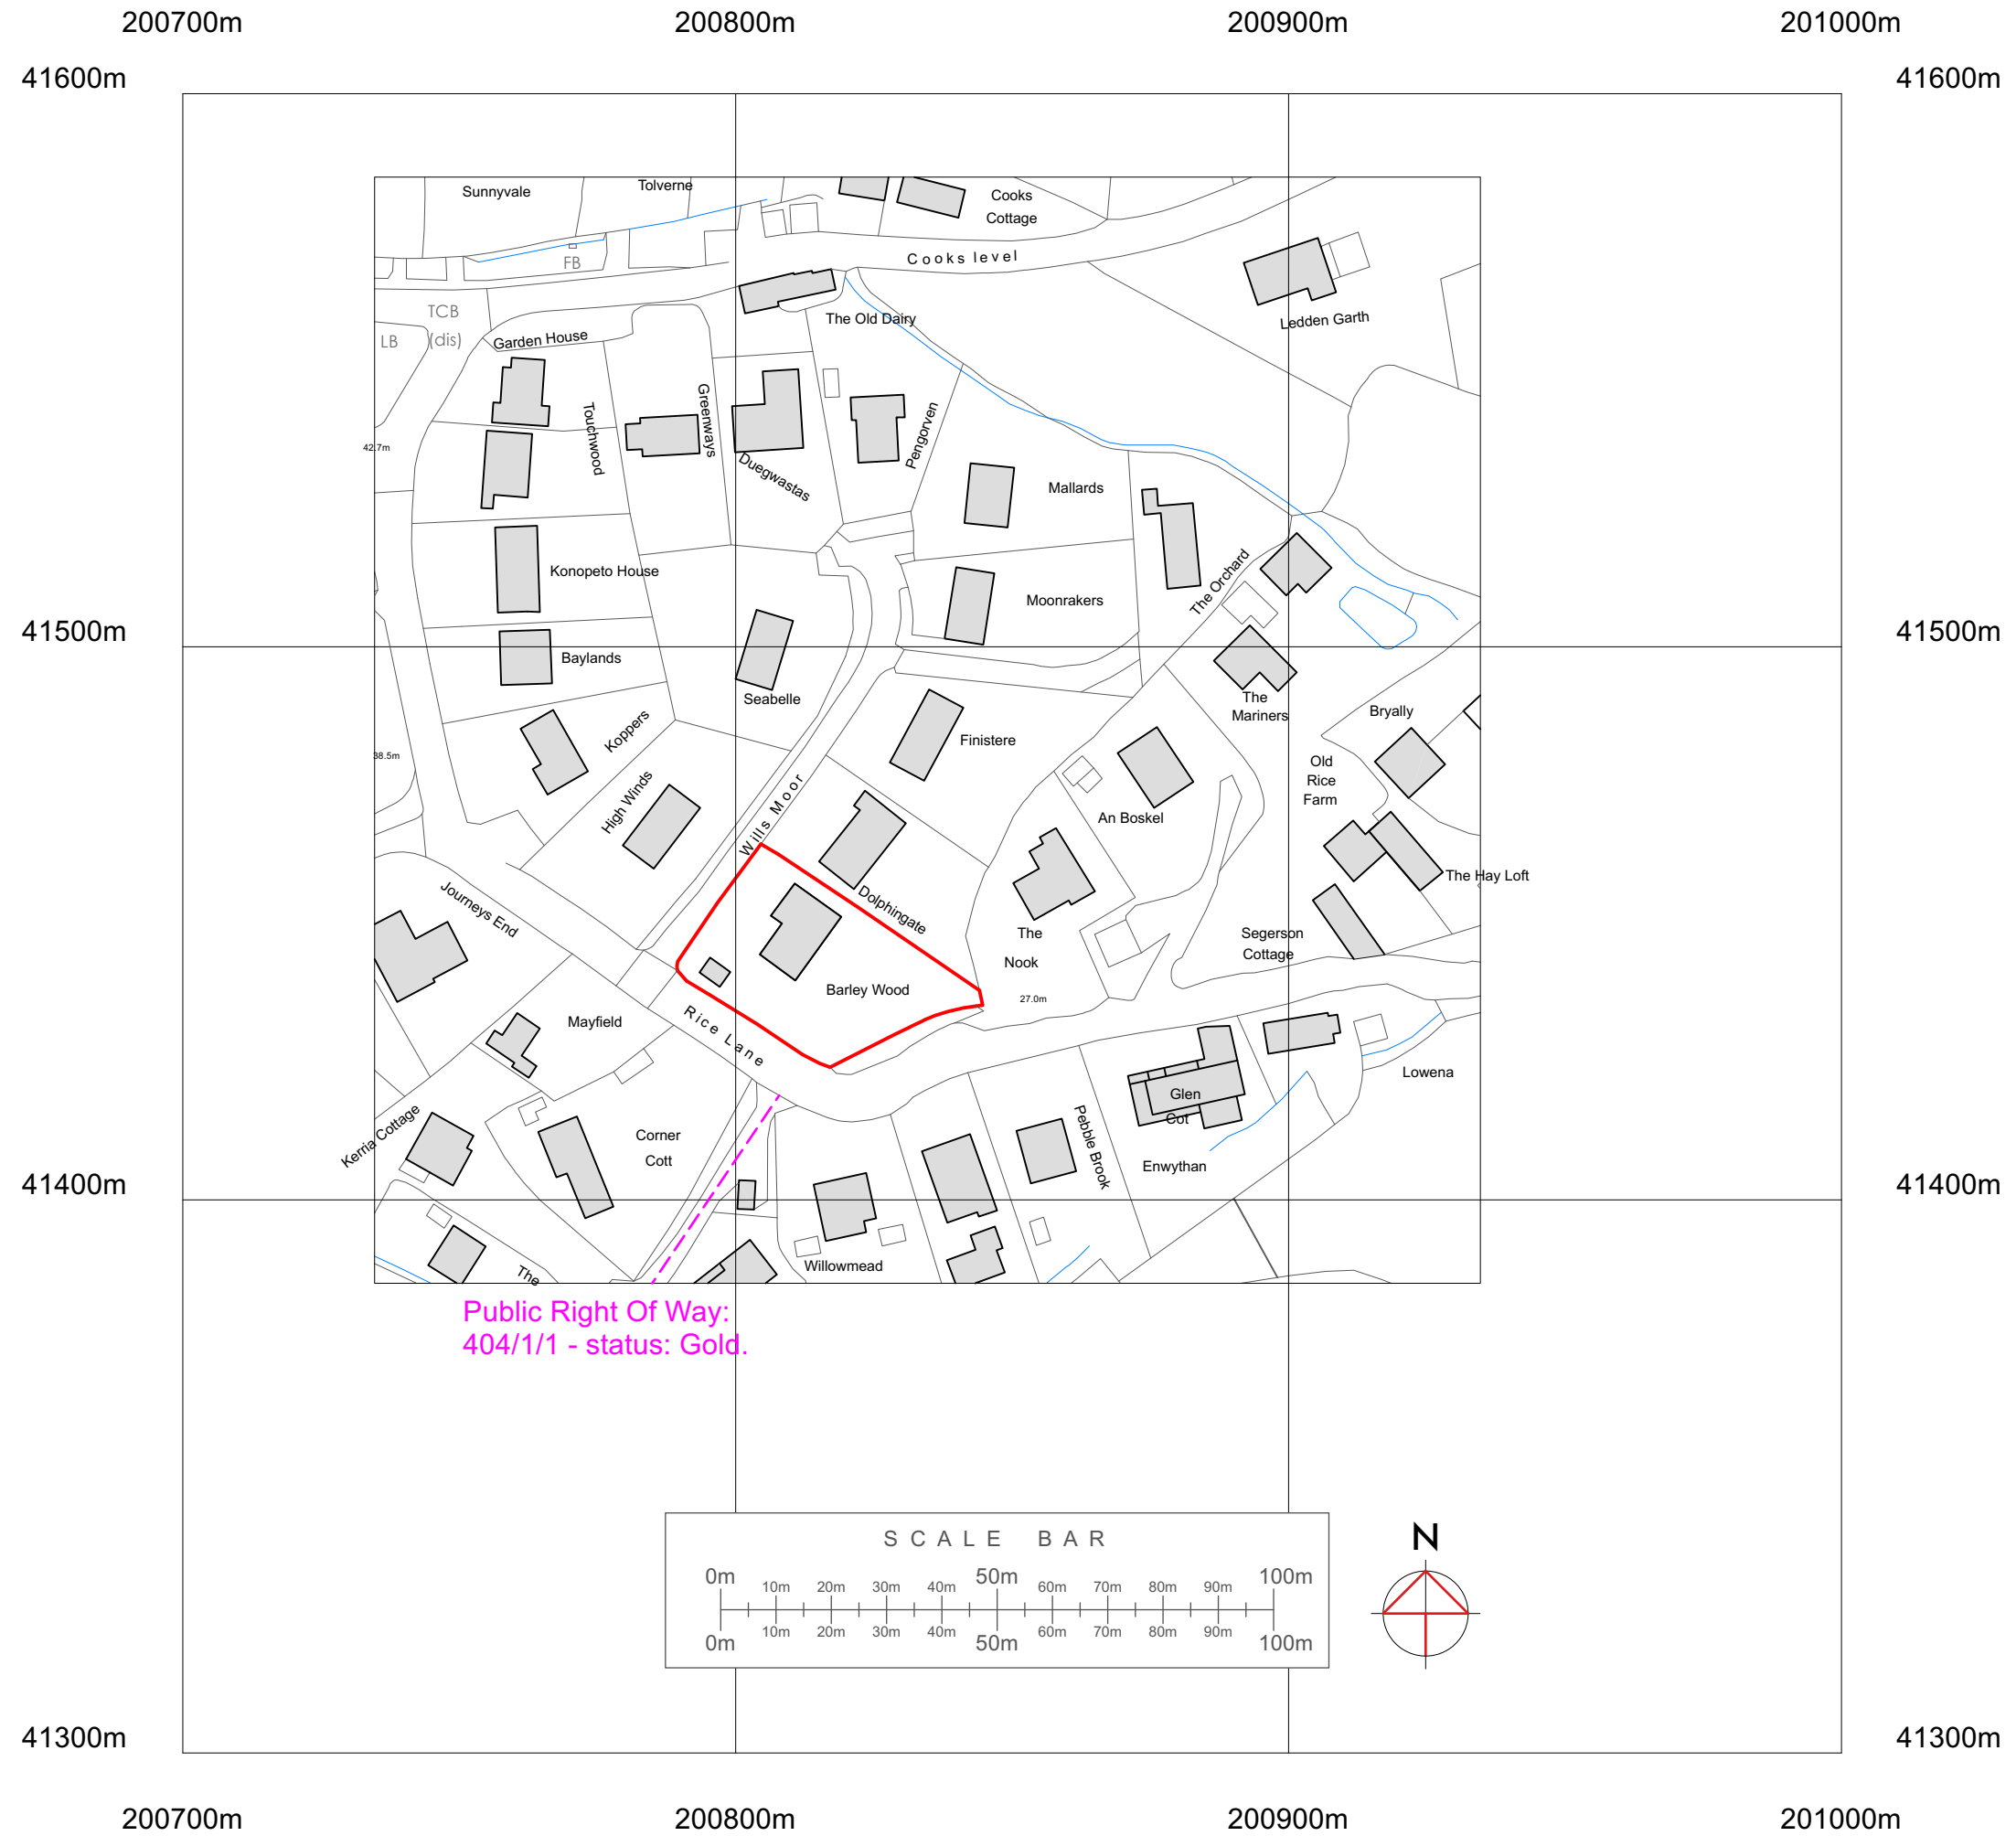 200700m
200800m
200900m
201000m
41600m
41600m
Sunnyvale
Tolverne
Cooks
Cottage
Cooks level
FB
TCB
(dis)
LB
Garden House
The Old Dairy
Ledden Garth
Touchwood
Greenways
Duegwastas
Pengorven
42.7m
Mallards
Konopeto House
Moonrakers
The Orchard
41500m
41500m
Baylands
Seabelle
The
Mariners
Bryally
Koppers
Finistere
38.5m
Old
Rice
Farm
High Winds
Wills Moor
An Boskel
Journeys End
Dolphingate
The Hay Loft
The
Nook
Segerson
Cottage
Barley Wood
27.0m
Mayfield
Rice Lane
Lowena
Glen
Cot
Kerria Cottage
Corner
Cott
Pebble Brook
Enwythan
41400m
41400m
Willowmead
The
Public Right Of Way:
404/1/1 - status: Gold.
SCALE BAR
0m 10m 20m 30m 40m 50m 60m 70m 80m 90m 100m
0m 10m 20m 30m 40m 50m 60m 70m 80m 90m 100m
N
41300m
41300m
200700m
200800m
200900m
201000m